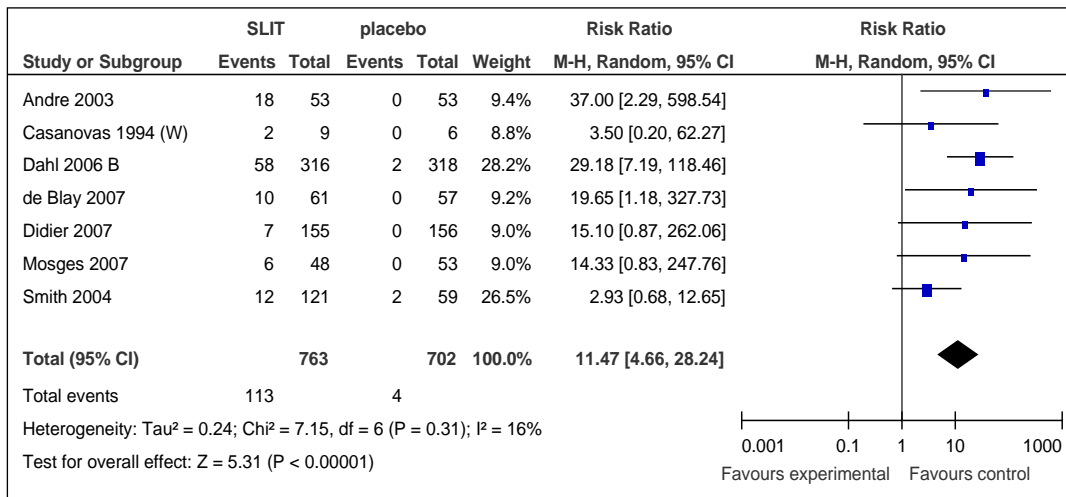 SLIT placebo Risk Ratio Risk Ratio
Study or Subgroup Events Total Events Total Weight M-H, Random, 95% CI M-H, Random, 95% CI
Andre 2003 18 53 0 53 9.4% 37.00 [2.29, 598.54]
Casanovas 1994 (W) 2 9 0 6 8.8% 3.50 [0.20, 62.27]
Dahl 2006 B 58 316 2 318 28.2% 29.18 [7.19, 118.46]
de Blay 2007 10 61 0 57 9.2% 19.65 [1.18, 327.73]
Didier 2007 7 155 0 156 9.0% 15.10 [0.87, 262.06]
Mosges 2007 6 48 0 53 9.0% 14.33 [0.83, 247.76]
Smith 2004 12 121 2 59 26.5% 2.93 [0.68, 12.65]
Total (95% CI) 763 702 100.0% 11.47 [4.66, 28.24]
Total events 113 4
Heterogeneity: Tau² = 0.24; Chi² = 7.15, df = 6 (P = 0.31); I² = 16%
Test for overall effect: Z = 5.31 (P < 0.00001)
0.001 0.1 1 10 1000
Favours experimental Favours control